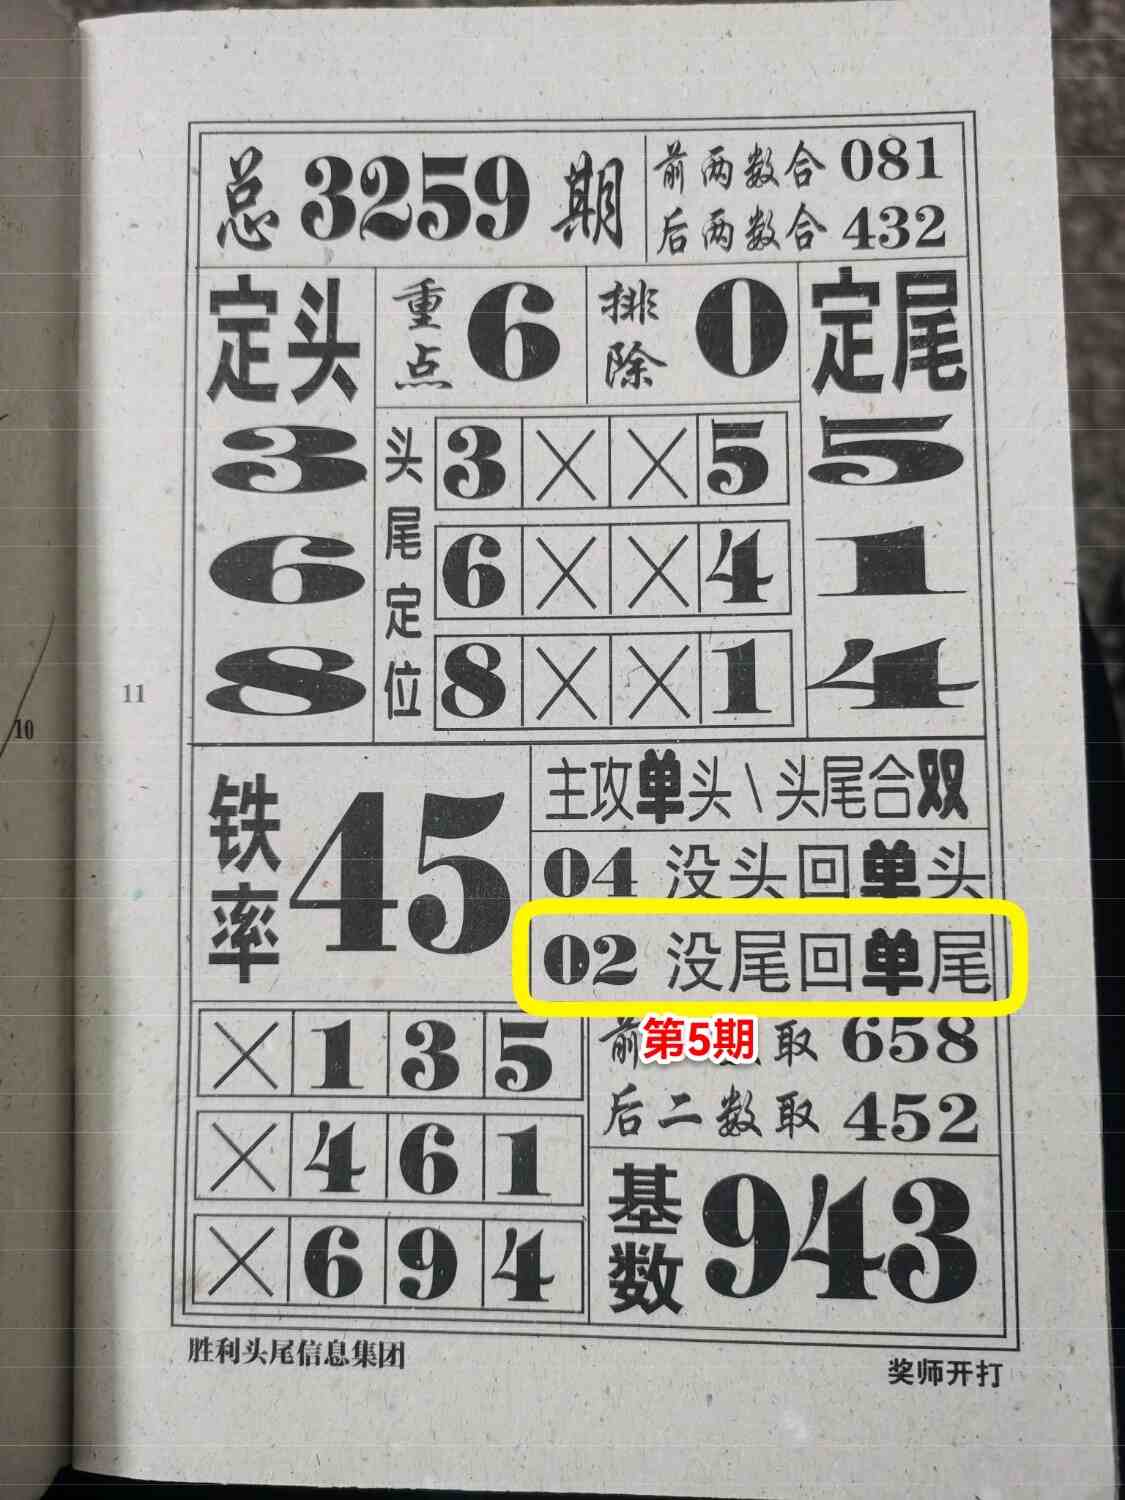 总 3259 期
前两数合 081
后两数合 432
定头
重点 6
排除 0
定尾
3
6
8
头尾定位
3 × × 5
6 × × 4
8 × × 1
5
1
4
铁率 45
主攻单头\头尾合双
04 没头回单头
02 没尾回单尾
第5期
× 1 3 5
× 4 6 1
× 6 9 4
前 取 658
后二数取 452
基数 943
胜利头尾信息集团
奖师开打
11
10